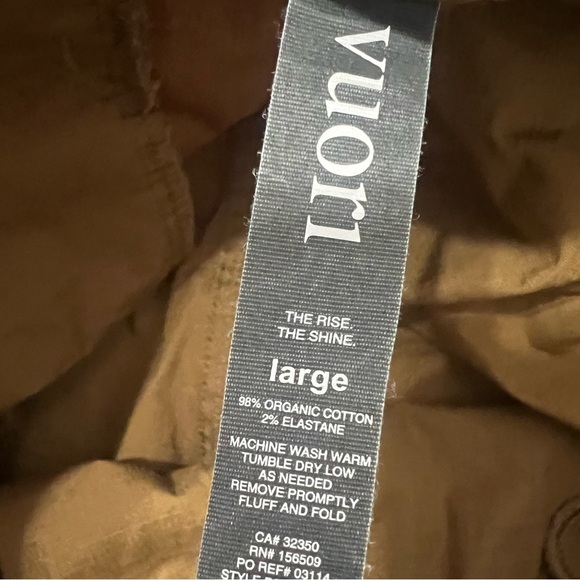 vuori
THE RISE.
THE SHINE.
large
98% ORGANIC COTTON
2% ELASTANE
MACHINE WASH WARM
TUMBLE DRY LOW
AS NEEDED
REMOVE PROMPTLY
FLUFF AND FOLD
CA# 32350
RN# 156509
PO REF# 03114
STYLE